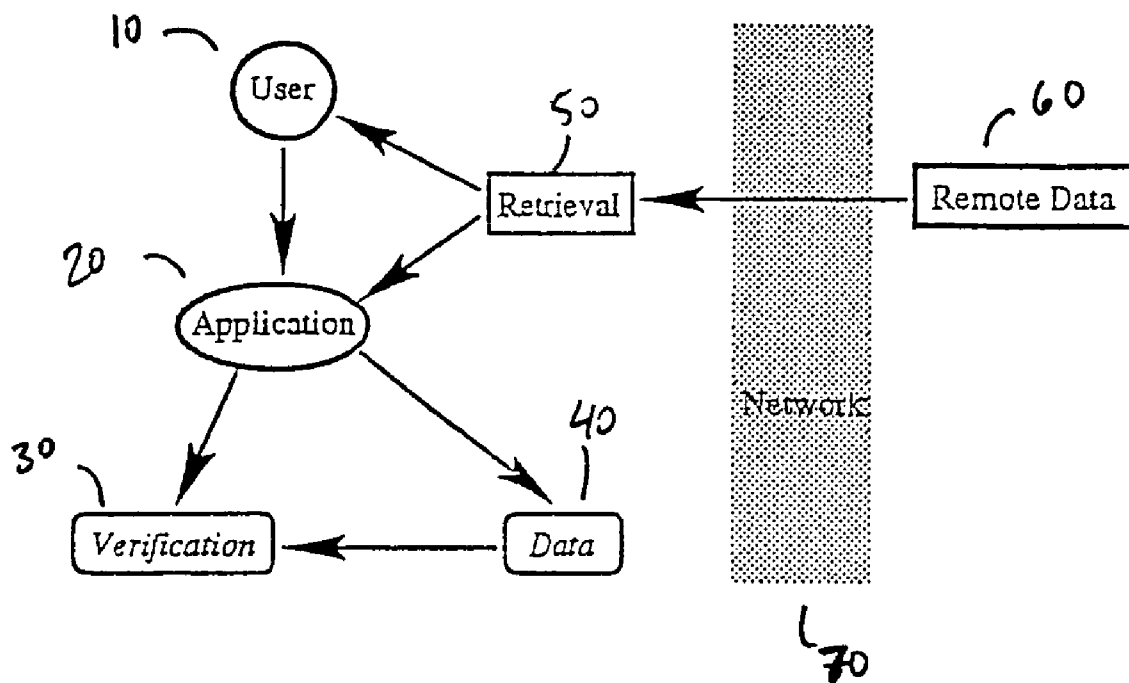 10
User
50
60
Retrieval
Remote Data
20
Application
Network
30
40
Verification
Data
70